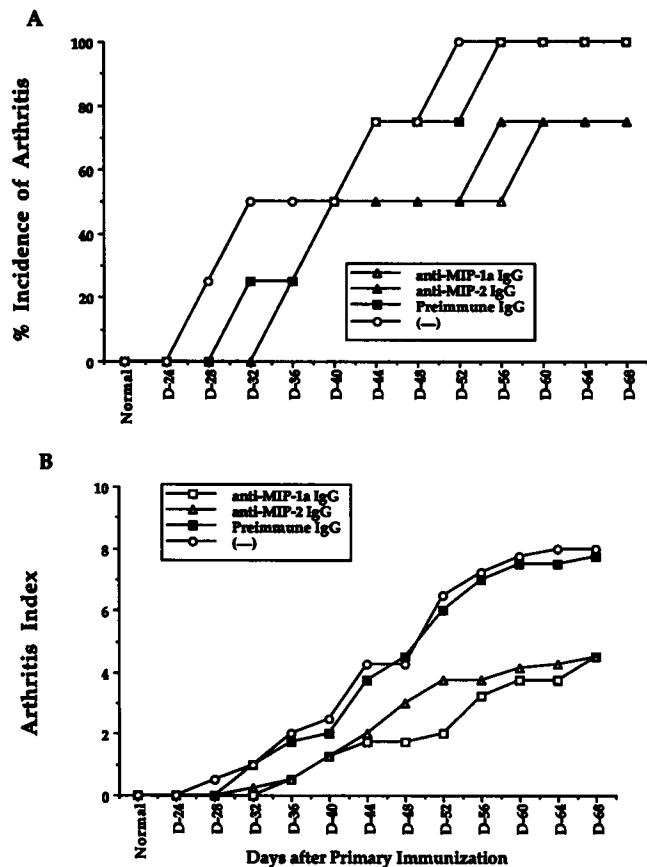 A
% Incidence of Arthritis
100
75
50
20
0
anti-MIP-1a IgG
anti-MIP-2 IgG
Preimmune IgG
(—)
Normal
D-24
D-28
D-32
D-36
D-40
D-44
D-48
D-52
D-56
D-60
D-64
D-68
B
Arthritis Index
10
8
6
4
2
0
anti-MIP-1a IgG
anti-MIP-2 IgG
Preimmune IgG
(—)
Normal
D-24
D-28
D-32
D-36
D-40
D-44
D-48
D-52
D-56
D-60
D-64
D-68
Days after Primary Immunization